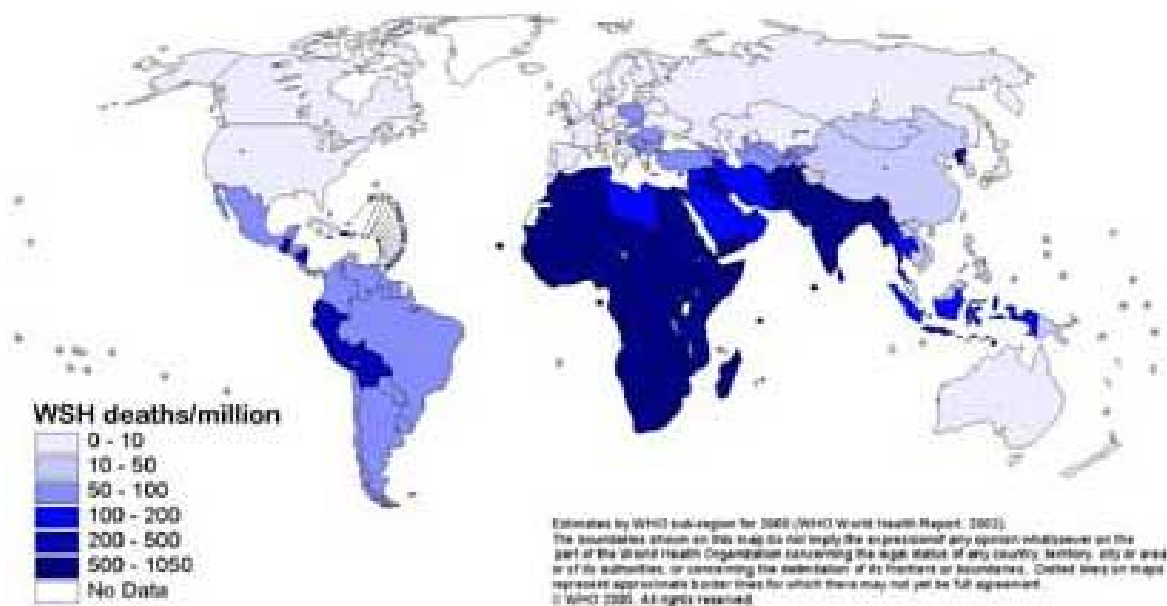 WSH deaths/million
0 - 10
10 - 50
50 - 100
100 - 200
200 - 500
500 - 1050
No Data
Estimates by WHO sub-region for 2000 (WHO World Health Report, 2002).
The boundaries shown on this map do not imply the expression of any opinion whatsoever on the
part of the World Health Organization concerning the legal status of any country, territory, city or area
or of its authorities, or concerning the delimitation of its frontiers or boundaries. Dotted lines on maps
represent approximate border lines for which there may not yet be full agreement.
© WHO 2005. All rights reserved.